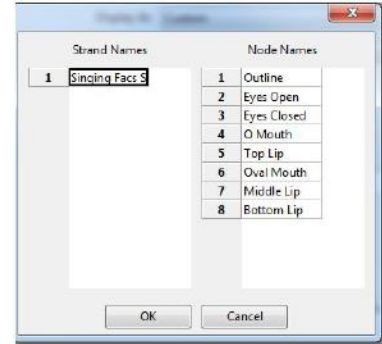 Strand Names Node Names
1 Singing Facs S 1 Outline
2 Eyes Open
3 Eyes Closed
4 O Mouth
5 Top Lip
6 Oval Mouth
7 Middle Lip
8 Bottom Lip
OK Cancel